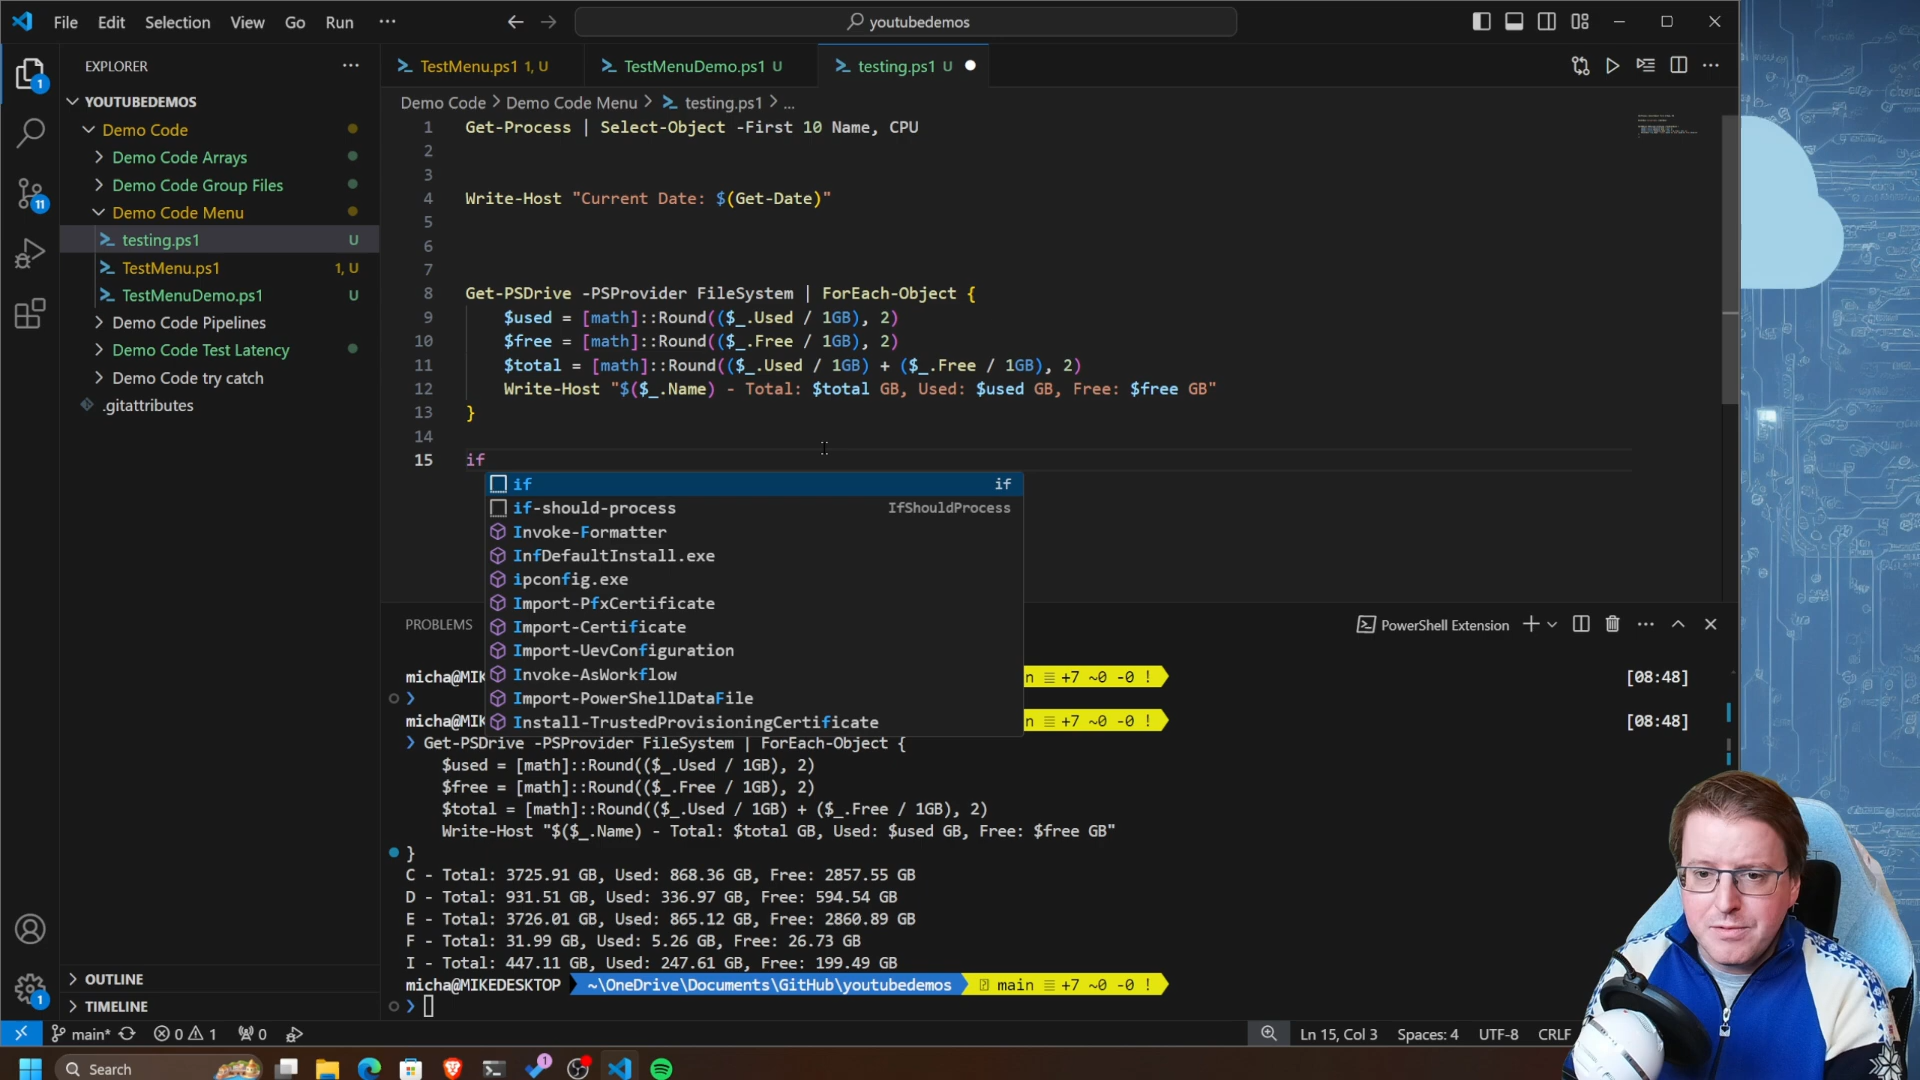 File Edit Selection View Go Run ··· youtubedemos
EXPLORER ···
YOUTUBEDEMOS
Demo Code
Demo Code Arrays
Demo Code Group Files
Demo Code Menu
testing.ps1 U
TestMenu.ps1 1, U
TestMenuDemo.ps1 U
Demo Code Pipelines
Demo Code Test Latency
Demo Code try catch
.gitattributes
OUTLINE
TIMELINE
1
11
1
TestMenu.ps1 1, U TestMenuDemo.ps1 U testing.ps1 U
Demo Code > Demo Code Menu > testing.ps1 > ...
1 Get-Process | Select-Object -First 10 Name, CPU
2
3
4 Write-Host "Current Date: $(Get-Date)"
5
6
7
8 Get-PSDrive -PSProvider FileSystem | ForEach-Object {
9 $used = [math]::Round(($_.Used / 1GB), 2)
10 $free = [math]::Round(($_.Free / 1GB), 2)
11 $total = [math]::Round(($_.Used / 1GB) + ($_.Free / 1GB), 2)
12 Write-Host "$($_.Name) - Total: $total GB, Used: $used GB, Free: $free GB"
13 }
14
15 if
if if
if-should-process IfShouldProcess
Invoke-Formatter
InfDefaultInstall.exe
ipconfig.exe
Import-PfxCertificate
Import-Certificate
Import-UevConfiguration
Invoke-AsWorkflow
Import-PowerShellDataFile
Install-TrustedProvisioningCertificate
PROBLEMS PowerShell Extension
micha@MIK n ≡ +7 ~0 -0 ! [08:48]
❯
micha@MIK n ≡ +7 ~0 -0 ! [08:48]
❯ Get-PSDrive -PSProvider FileSystem | ForEach-Object {
$used = [math]::Round(($_.Used / 1GB), 2)
$free = [math]::Round(($_.Free / 1GB), 2)
$total = [math]::Round(($_.Used / 1GB) + ($_.Free / 1GB), 2)
Write-Host "$($_.Name) - Total: $total GB, Used: $used GB, Free: $free GB"
}
C - Total: 3725.91 GB, Used: 868.36 GB, Free: 2857.55 GB
D - Total: 931.51 GB, Used: 336.97 GB, Free: 594.54 GB
E - Total: 3726.01 GB, Used: 865.12 GB, Free: 2860.89 GB
F - Total: 31.99 GB, Used: 5.26 GB, Free: 26.73 GB
I - Total: 447.11 GB, Used: 247.61 GB, Free: 199.49 GB
micha@MIKEDESKTOP ~\OneDrive\Documents\GitHub\youtubedemos main ≡ +7 ~0 -0 !
❯
main* 0 1 0 Ln 15, Col 3 Spaces: 4 UTF-8 CRLF
Search 1